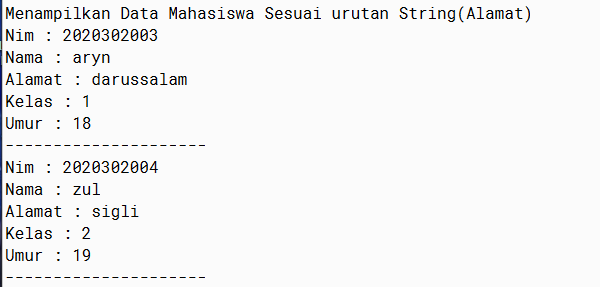 Menampilkan Data Mahasiswa Sesuai urutan String(Alamat)
Nim : 2020302003
Nama : aryn
Alamat : darussalam
Kelas : 1
Umur : 18
---------------------
Nim : 2020302004
Nama : zul
Alamat : sigli
Kelas : 2
Umur : 19
---------------------